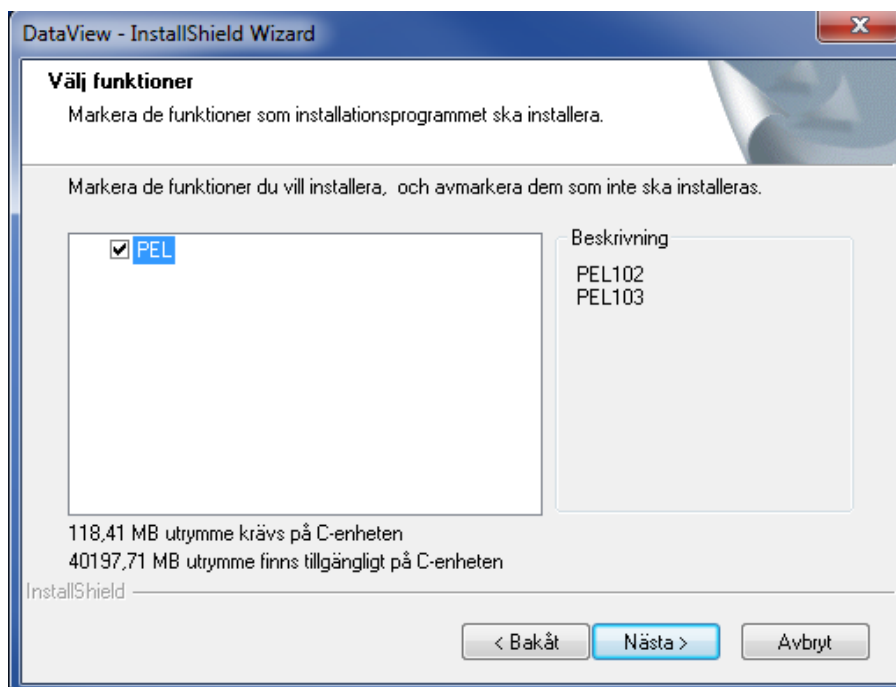 DataView - InstallShield Wizard
Välj funktioner
Markera de funktioner som installationsprogrammet ska installera.
Markera de funktioner du vill installera, och avmarkera dem som inte ska installeras.
PEL
Beskrivning
PEL102
PEL103
118,41 MB utrymme krävs på C-enheten
40197,71 MB utrymme finns tillgängligt på C-enheten
InstallShield
< Bakåt
Nästa >
Avbryt